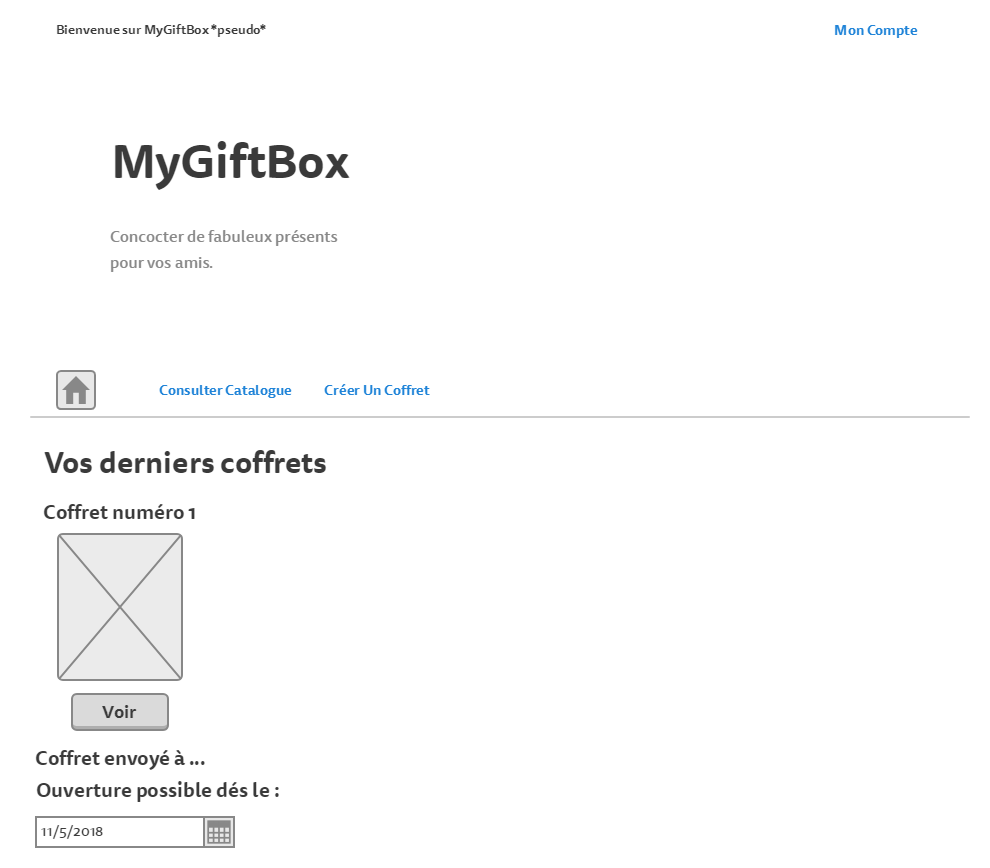 Bienvenue sur MyGiftBox *pseudo*
Mon Compte
MyGiftBox
Concocter de fabuleux présents
pour vos amis.
Consulter Catalogue
Créer Un Coffret
Vos derniers coffrets
Coffret numéro 1
Voir
Coffret envoyé à ...
Ouverture possible dés le :
11/5/2018